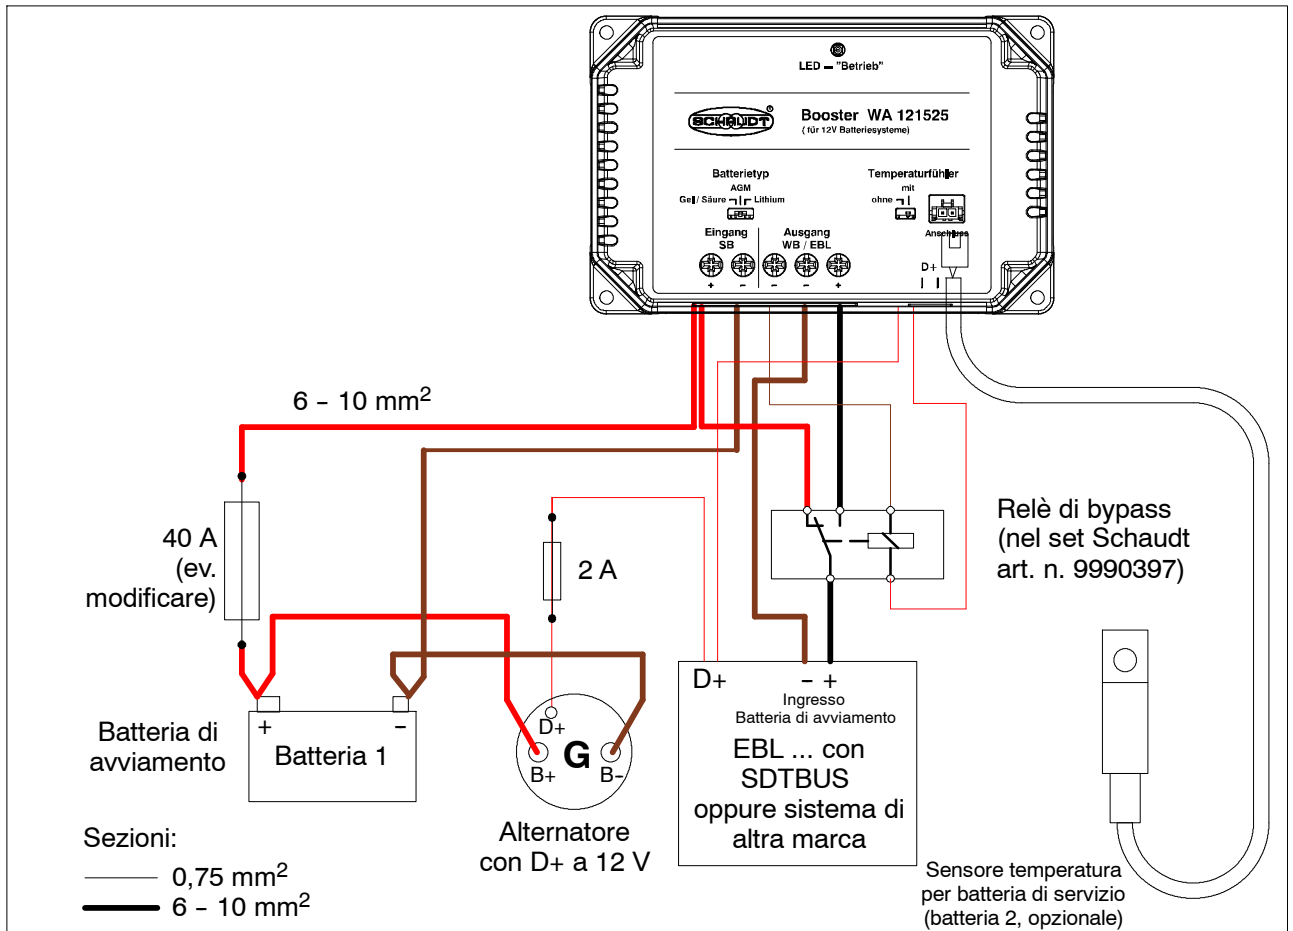 LED – "Betrieb"
SCHAUDT
Booster WA 121525
( für 12V Batteriesysteme)
Batterietyp
AGM
Gel / Säure
Lithium
Temperaturfühler
mit
ohne
Anschluss
Eingang
SB
Ausgang
WB / EBL
D+
+ – – – +
6 – 10 mm²
40 A
(ev.
modificare)
2 A
Relè di bypass
(nel set Schaudt
art. n. 9990397)
Batteria di
avviamento
+ –
Batteria 1
D+
G
B+ B–
Alternatore
con D+ a 12 V
D+ – +
Ingresso
Batteria di avviamento
EBL ... con
SDTBUS
oppure sistema di
altra marca
Sensore temperatura
per batteria di servizio
(batteria 2, opzionale)
Sezioni:
0,75 mm²
6 – 10 mm²